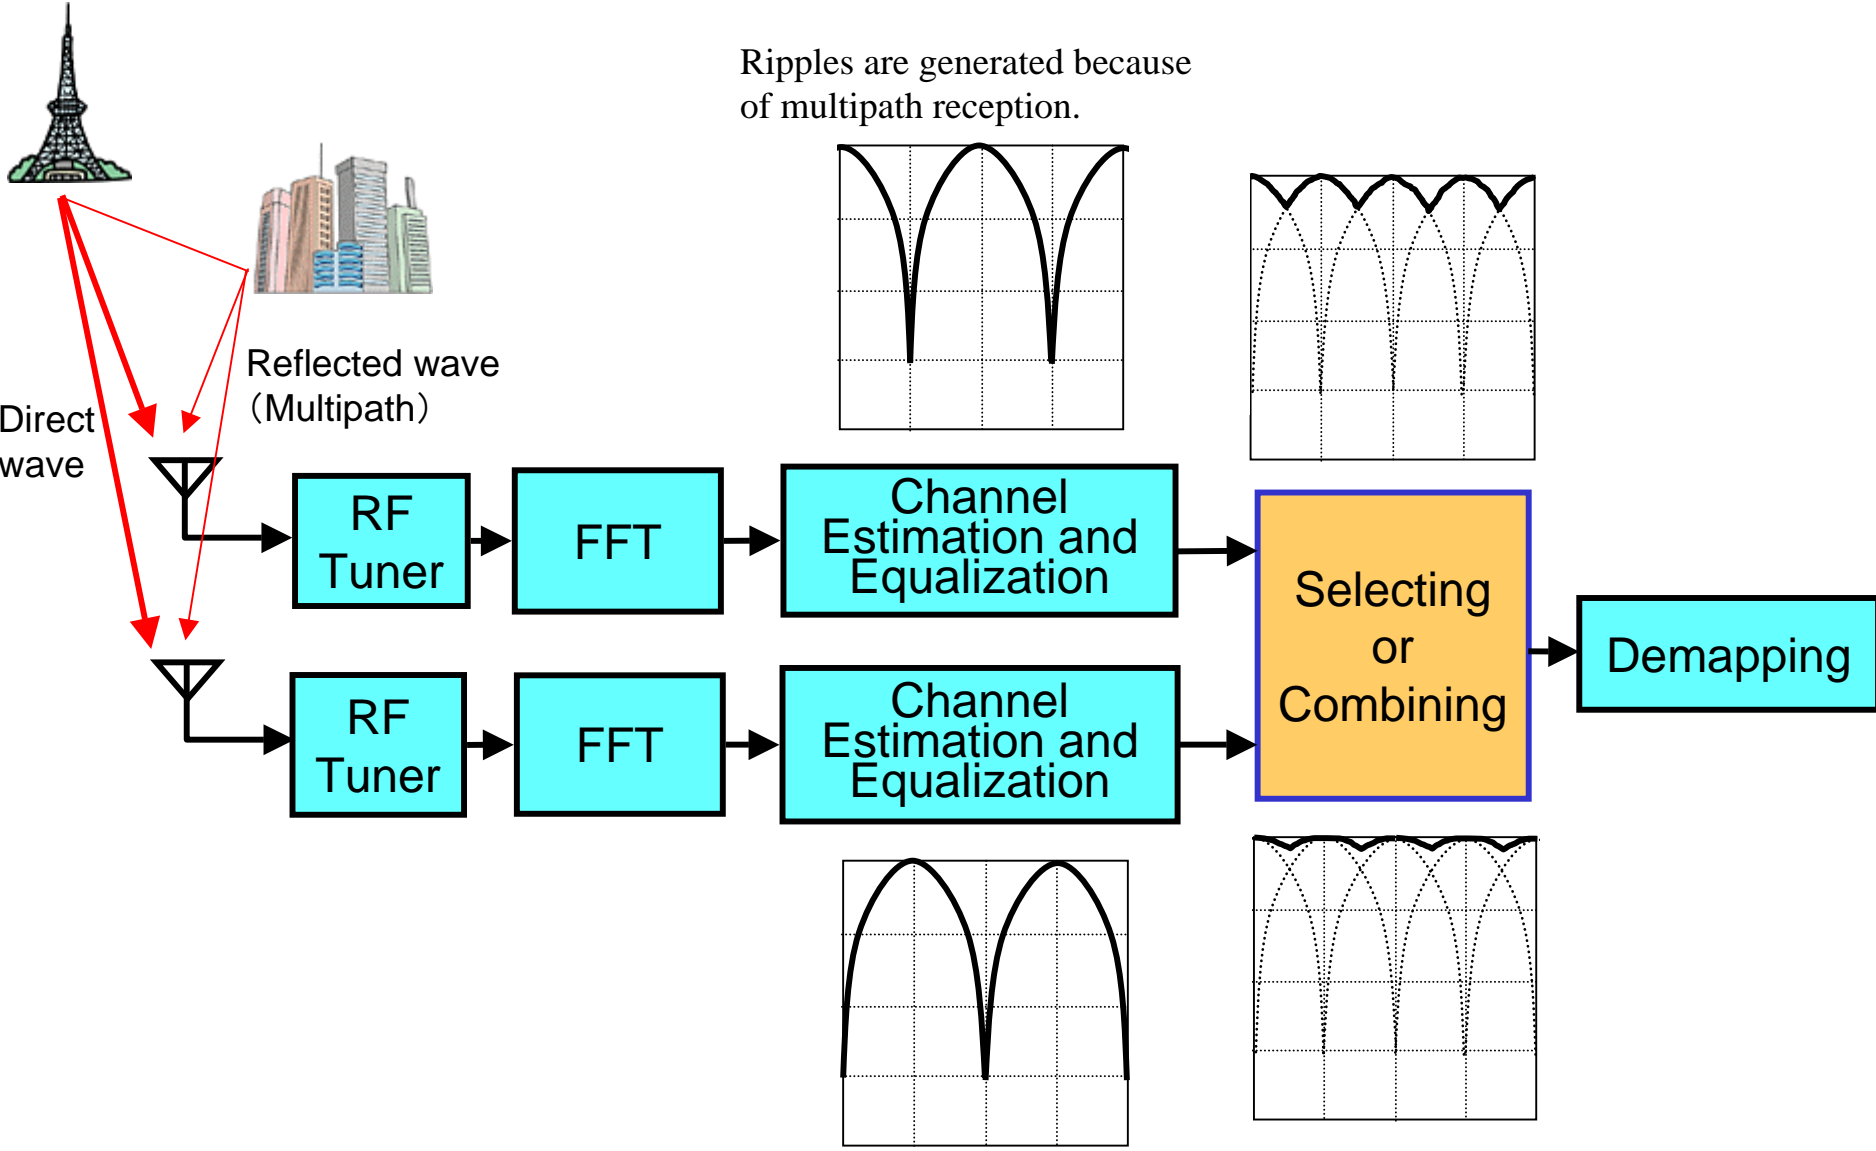 Ripples are generated because
of multipath reception.
Reflected wave
（Multipath）
Direct
wave
RF
Tuner
FFT
Channel
Estimation and
Equalization
Selecting
or
Combining
Demapping
RF
Tuner
FFT
Channel
Estimation and
Equalization